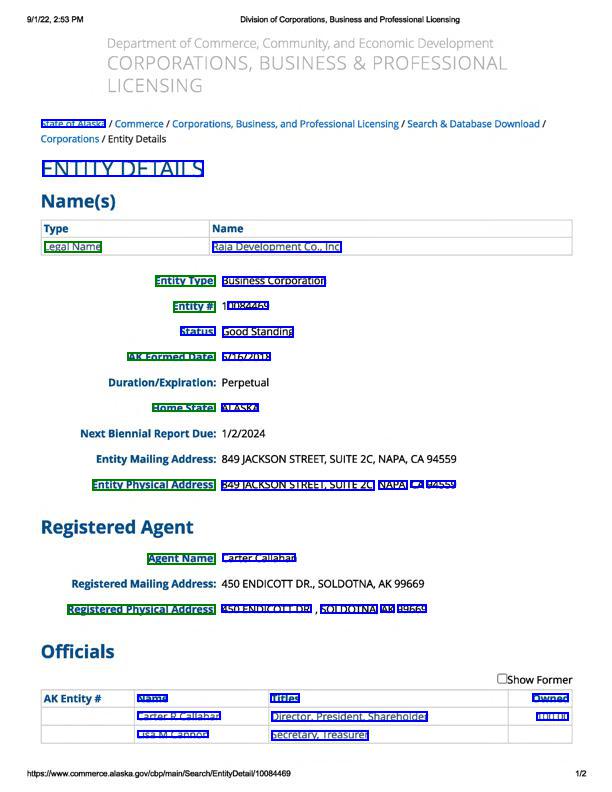 9/1/22, 2:53 PM Division of Corporations, Business and Professional Licensing
Department of Commerce, Community, and Economic Development
CORPORATIONS, BUSINESS & PROFESSIONAL
LICENSING
State of Alaska / Commerce / Corporations, Business, and Professional Licensing / Search & Database Download /
Corporations / Entity Details
ENTITY DETAILS
Name(s)
Type Name
Legal Name Raja Development Co., Inc
Entity Type: Business Corporation
Entity #: 10084469
Status: Good Standing
AK Formed Date: 5/16/2018
Duration/Expiration: Perpetual
Home State: ALASKA
Next Biennial Report Due: 1/2/2024
Entity Mailing Address: 849 JACKSON STREET, SUITE 2C, NAPA, CA 94559
Entity Physical Address: 849 JACKSON STREET, SUITE 2C, NAPA, CA 94559
Registered Agent
Agent Name: Carter Callahan
Registered Mailing Address: 450 ENDICOTT DR., SOLDOTNA, AK 99669
Registered Physical Address: 450 ENDICOTT DR., SOLDOTNA, AK 99669
Officials
Show Former
AK Entity # Name Titles Owned
Carter R Callahan Director, President, Shareholder 100.00
Lisa M Cannon Secretary, Treasurer
https://www.commerce.alaska.gov/cbp/main/Search/EntityDetail/10084469 1/2